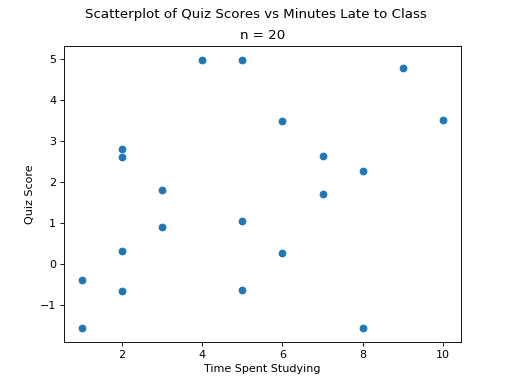 Scatterplot of Quiz Scores vs Minutes Late to Class
n = 20
5
4
3
2
1
0
−1
Quiz Score
2 4 6 8 10
Time Spent Studying